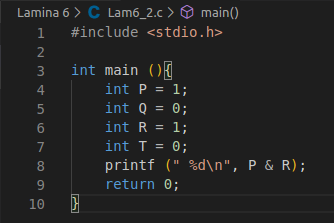 Lamina 6 > C Lam6_2.c > main()
1 #include <stdio.h>
2
3 int main (){
4     int P = 1;
5     int Q = 0;
6     int R = 1;
7     int T = 0;
8     printf (" %d\n", P & R);
9     return 0;
10 }